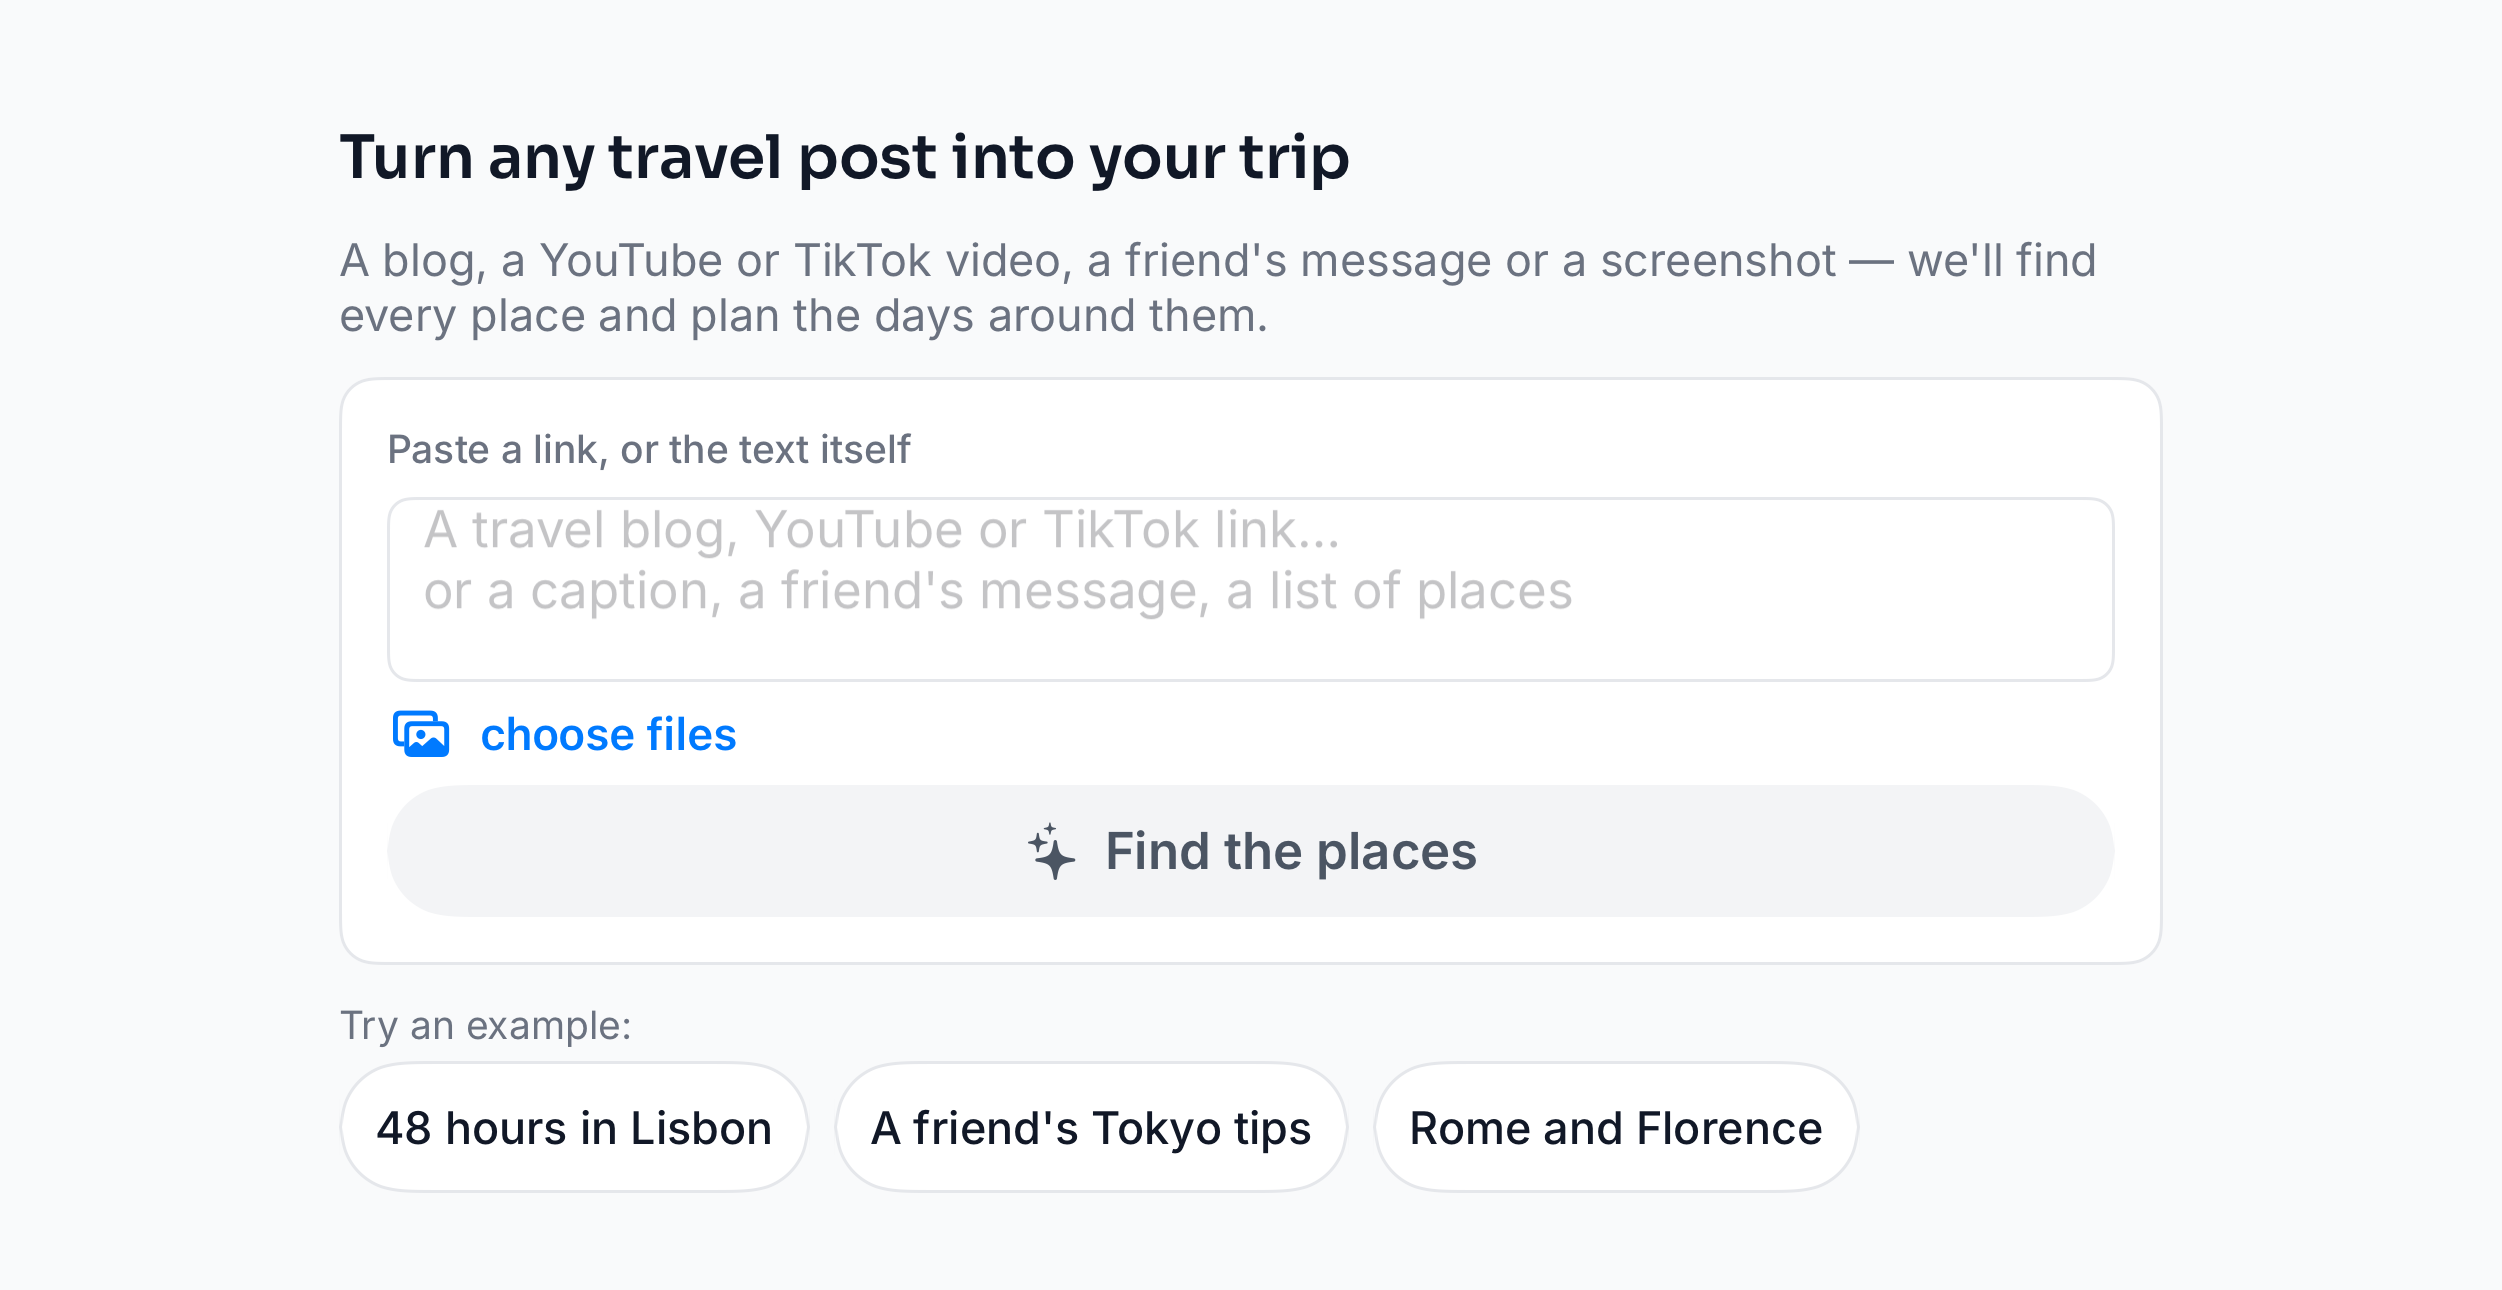 Turn any travel post into your trip
A blog, a YouTube or TikTok video, a friend's message or a screenshot — we'll find
every place and plan the days around them.
Paste a link, or the text itself
A travel blog, YouTube or TikTok link...
or a caption, a friend's message, a list of places
choose files
Find the places
Try an example:
48 hours in Lisbon
A friend's Tokyo tips
Rome and Florence